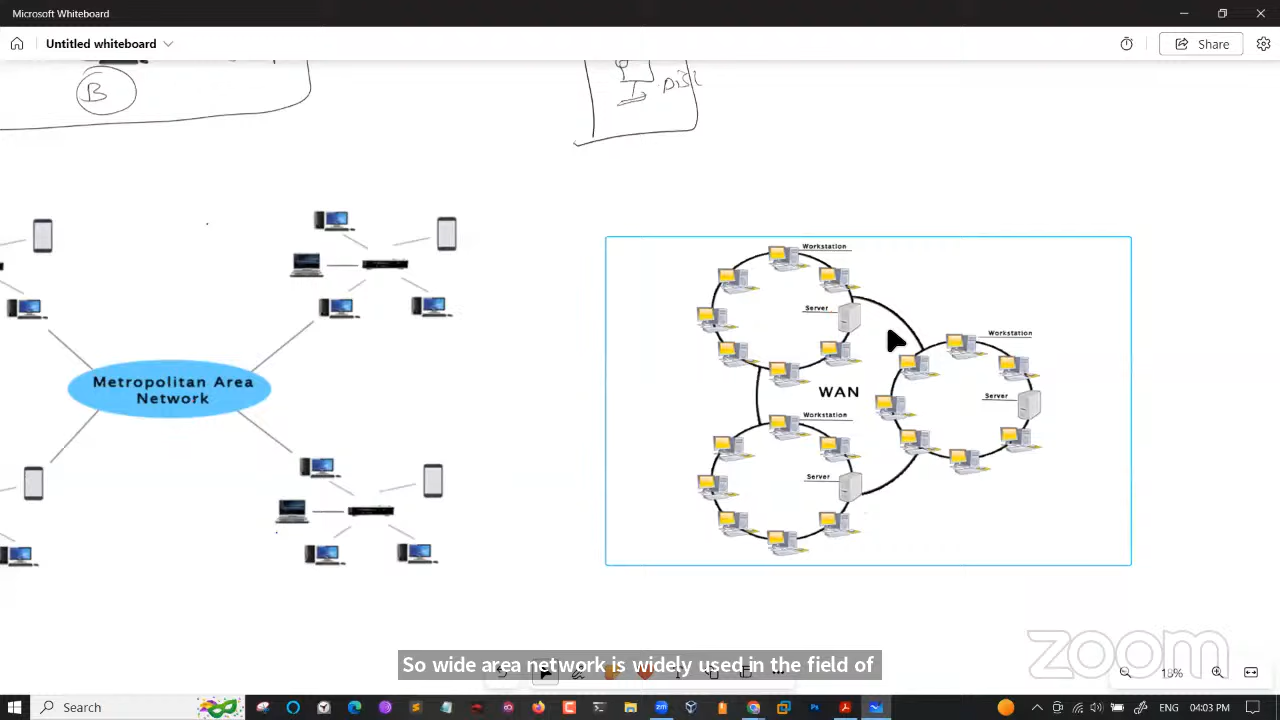 Microsoft Whiteboard
Untitled whiteboard
Share
B
Workstation
Server
Workstation
Metropolitan Area
Network
WAN
Server
Workstation
Server
zoom
So wide area network is widely used in the field of
Search
ENG
04:03 PM